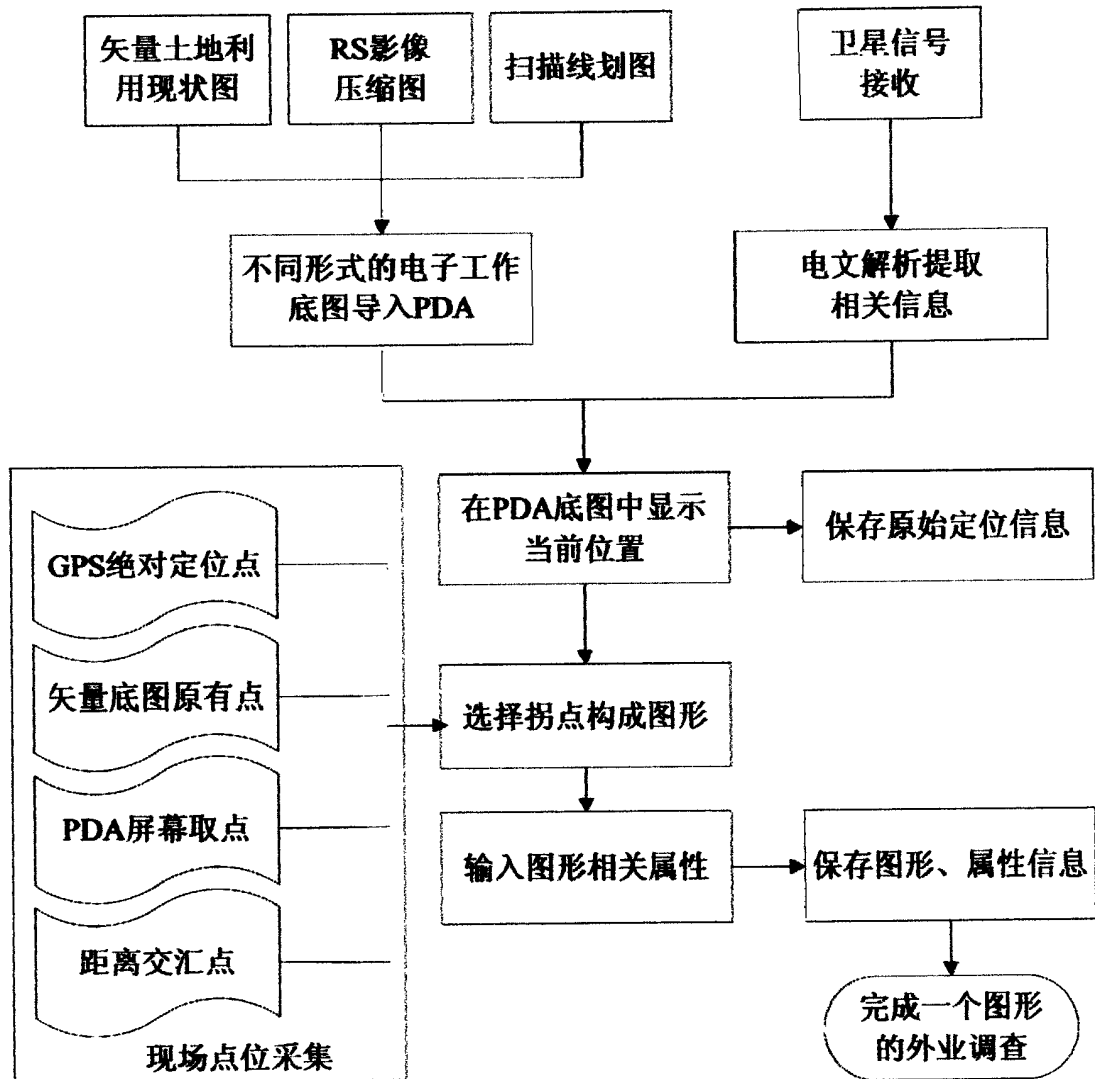 矢量土地利
用现状图
RS影像
压缩图
扫描线划图
卫星信号
接收
不同形式的电子工作
底图导入PDA
电文解析提取
相关信息
在PDA底图中显示
当前位置
保存原始定位信息
GPS绝对定位点
矢量底图原有点
选择拐点构成图形
PDA屏幕取点
输入图形相关属性
保存图形、属性信息
距离交汇点
现场点位采集
完成一个图形
的外业调查